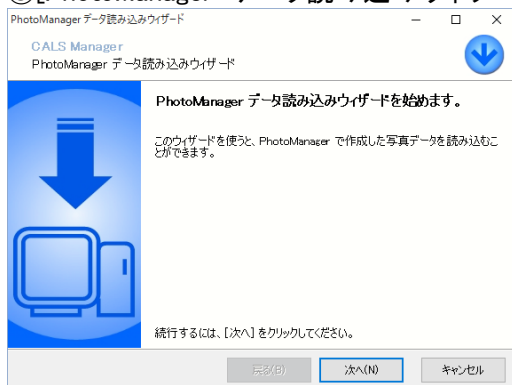 PhotoManager データ読み込みウィザード
CALS Manager
PhotoManager データ読み込みウィザード
PhotoManager データ読み込みウィザードを始めます。
このウィザードを使うと、PhotoManager で作成した写真データを読み込むこ
とができます。
続行するには、[次へ] をクリックしてください。
戻る(B)
次へ(N)
キャンセル